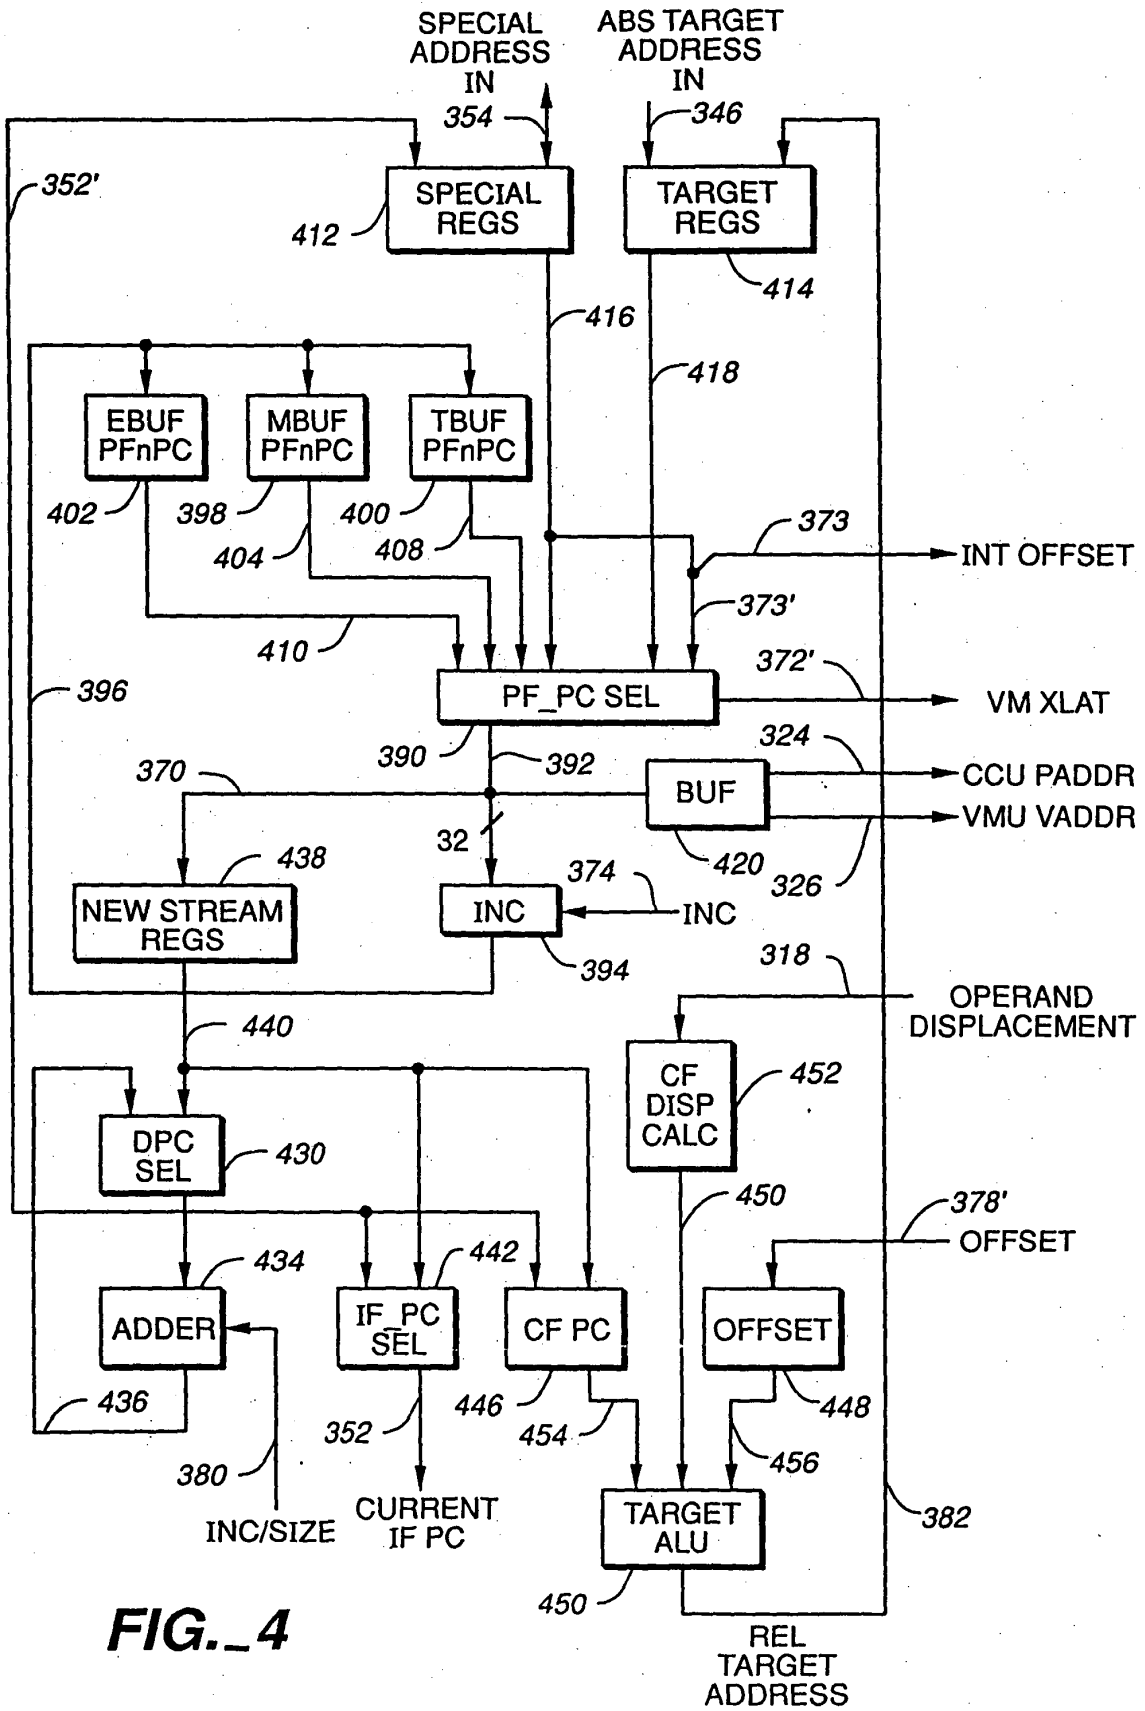 SPECIAL
ADDRESS
IN
354
ABS TARGET
ADDRESS
IN
346
352'
SPECIAL
REGS
412
TARGET
REGS
414
416
418
EBUF
PFnPC
402
MBUF
PFnPC
398
TBUF
PFnPC
400
404
408
373
INT OFFSET
373'
410
396
PF_PC SEL
390
372'
VM XLAT
392
370
324
BUF
CCU PADDR
VMU VADDR
420
326
32
438
NEW STREAM
REGS
INC
374
INC
394
318
OPERAND
DISPLACEMENT
440
CF
DISP
CALC
452
DPC
SEL
430
450
378'
OFFSET
434
ADDER
442
IF_PC
SEL
CF PC
OFFSET
436
352
446
454
448
456
380
INC/SIZE
CURRENT
IF PC
TARGET
ALU
382
450
REL
TARGET
ADDRESS
FIG._4